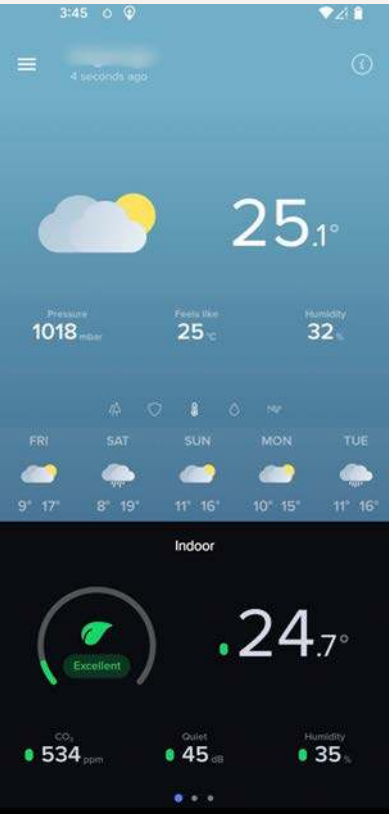 3:45
4 seconds ago
25.1°
Pressure Feels like Humidity
1018 mbar 25 °C 32 %
FRI SAT SUN MON TUE
9° 17° 8° 19° 11° 16° 10° 15° 11° 16°
Indoor
Excellent
24.7°
CO₂ Quiet Humidity
534 ppm 45 dB 35 %